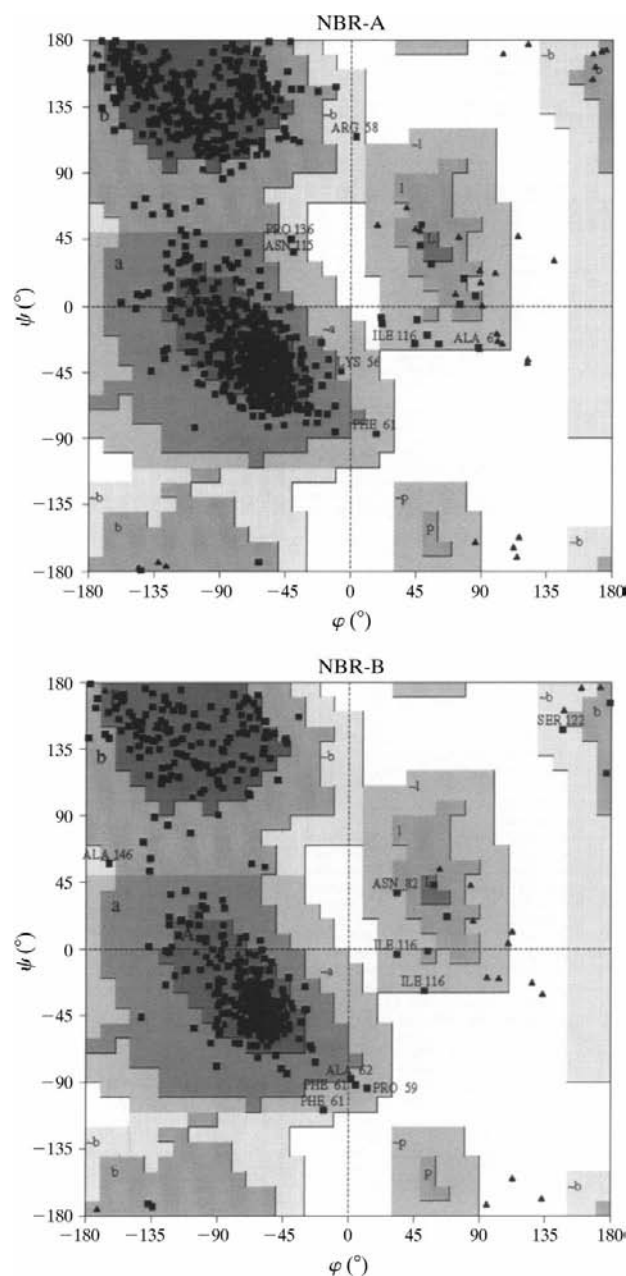 NBR-A
180
135
90
45
0
−45
−90
−135
−180
ψ (°)
b
~b
~b
b
ARG 58
~l
l
L
PRO 136
ASN 115
a
~a
ILE 116
LYS 56
PHE 61
~b
b
~p
p
~b
−180 −135 −90 −45 0 45 90 135 180
φ (°)
NBR-B
180
135
90
45
0
−45
−90
−135
−180
ψ (°)
b
~b
~b
b
SER 122
~l
l
ALA 146
ASN 82
L
a
A
ILE 116
~a
ILE 116
ALA 62
PHE 61
PRO 59
PHE 61
~b
b
~p
p
~b
−180 −135 −90 −45 0 45 90 135 180
φ (°)